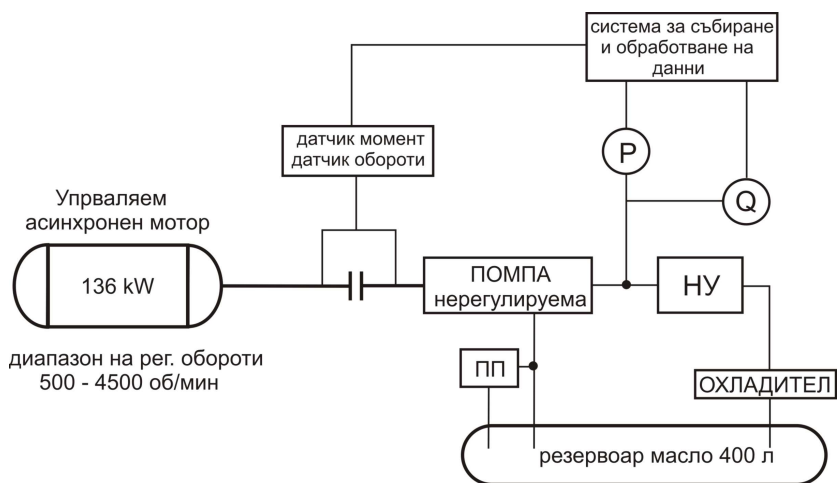 система за събиране
и обработване на
данни
датчик момент
датчик обороти
P
Q
Упрваляем
асинхронен мотор
136 kW
ПОМПА
нерегулируема
НУ
диапазон на рег. обороти
500 - 4500 об/мин
ПП
ОХЛАДИТЕЛ
резервоар масло 400 л